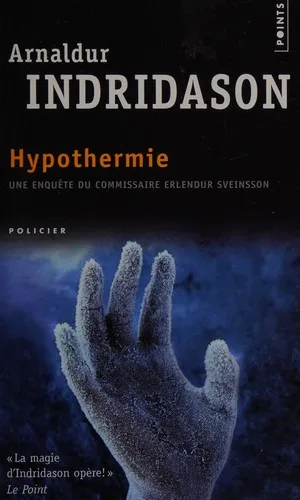 POINTS
Arnaldur
INDRIDASON
Hypothermie
UNE ENQUÊTE DU COMMISSAIRE ERLENDUR SVEINSSON
POLICIER
« La magie
d'Indridason opère ! »
Le Point